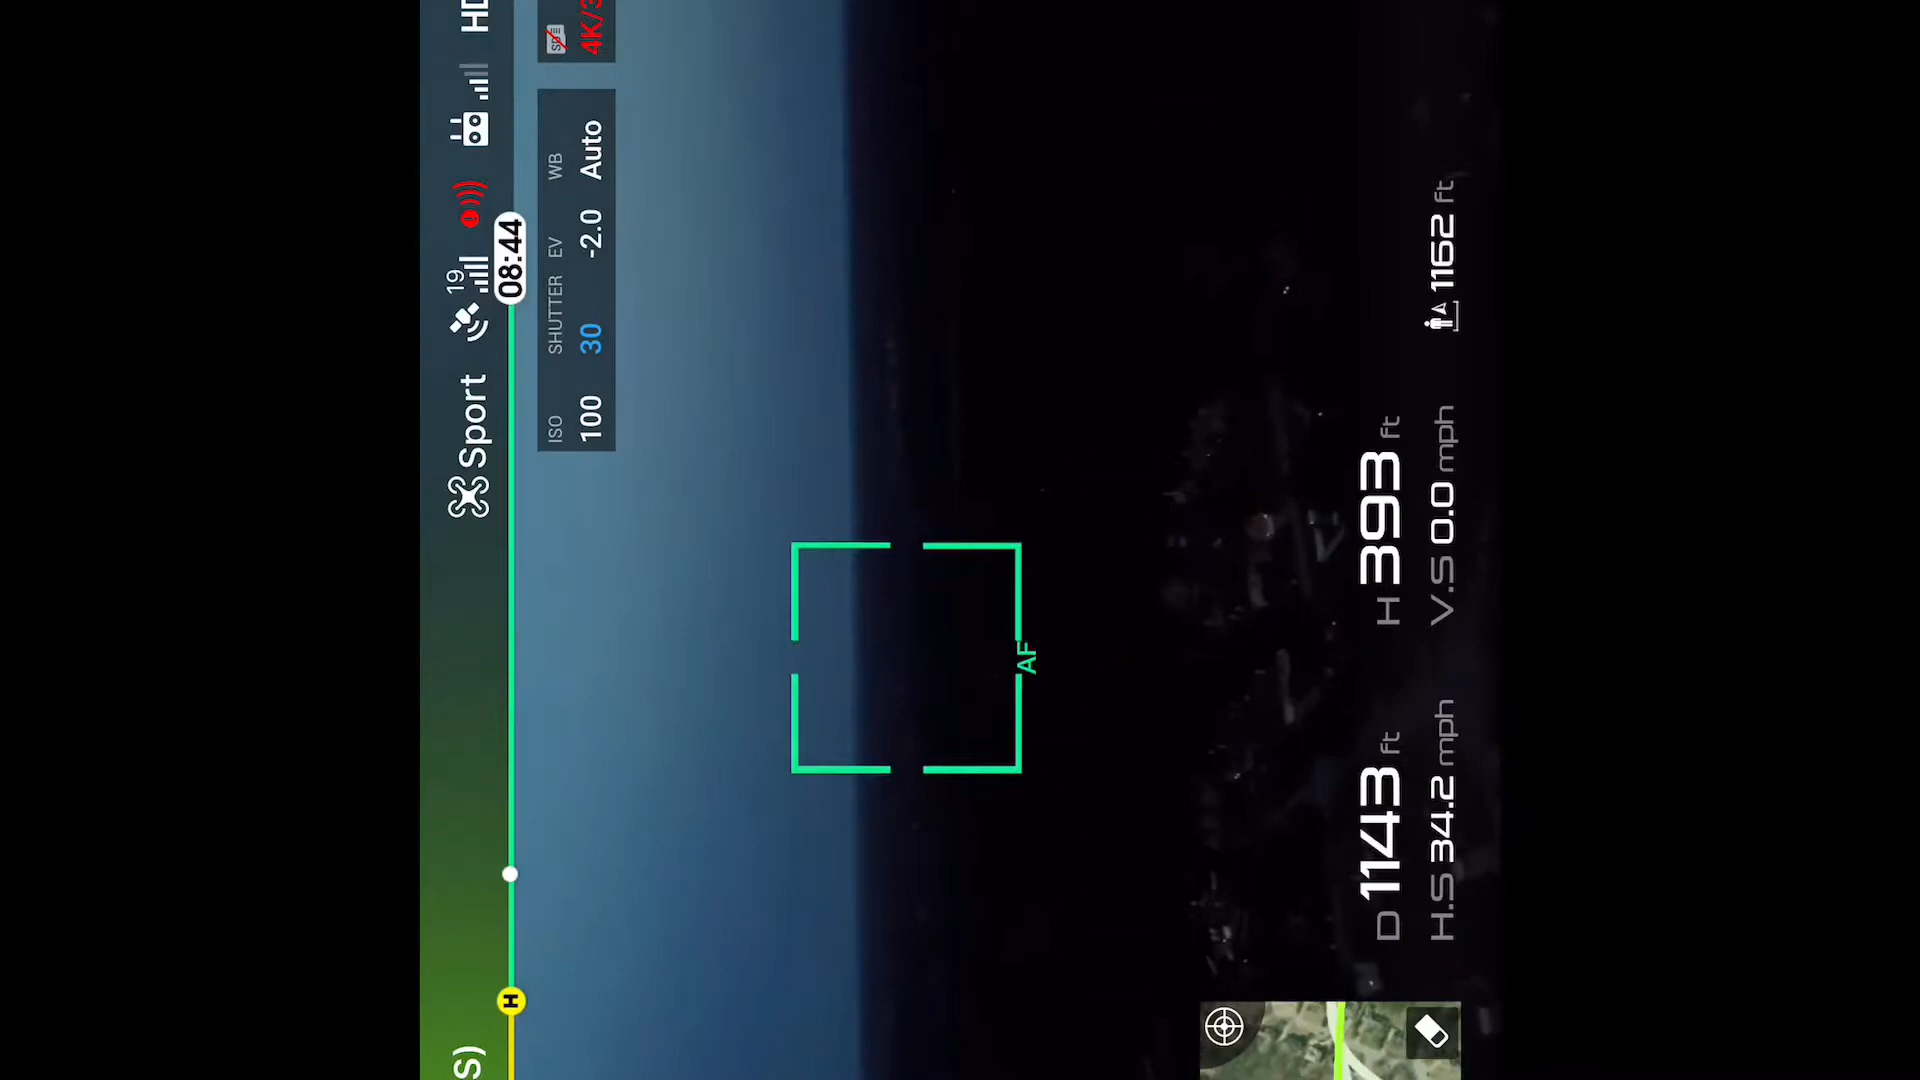 S) Sport 19 HD
08:44
H
ISO SHUTTER EV WB
100 30 -2.0 Auto
SD
AF
D 1143 ft H 393 ft
H.S 34.2 mph V.S 0.0 mph 1162 ft